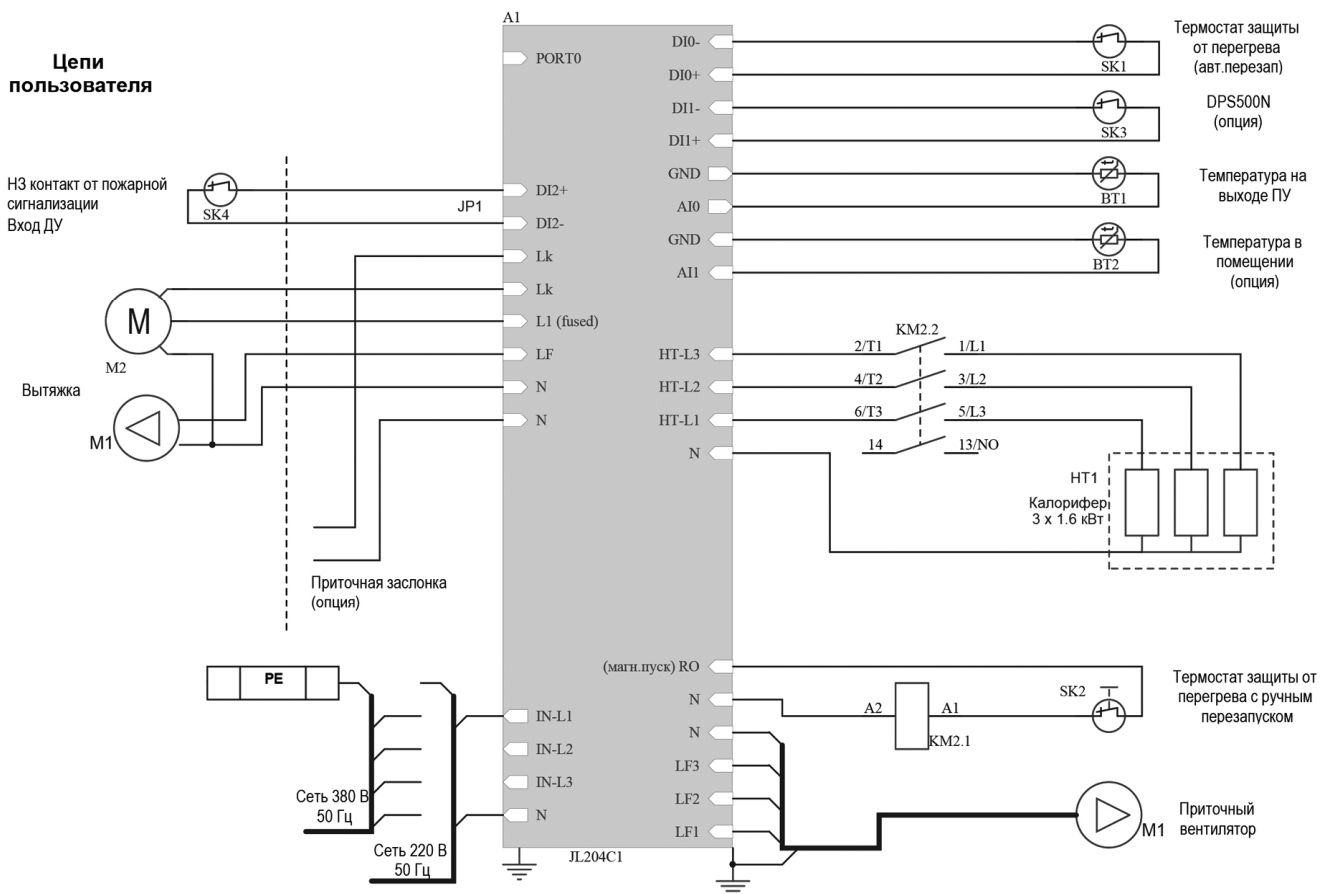 Цепи
пользователя
A1
PORT0
НЗ контакт от пожарной
сигнализации
Вход ДУ
SK4
JP1
DI2+
DI2-
Lk
Lk
L1 (fused)
LF
N
N
M
M2
Вытяжка
M1
Приточная заслонка
(опция)
PE
Сеть 380 В
50 Гц
Сеть 220 В
50 Гц
IN-L1
IN-L2
IN-L3
N
JL204C1
DI0-
DI0+
DI1-
DI1+
GND
AI0
GND
AI1
HT-L3
HT-L2
HT-L1
N
(магн.пуск) RO
N
N
LF3
LF2
LF1
SK1
Термостат защиты
от перегрева
(авт.перезап)
SK3
DPS500N
(опция)
t
BT1
Температура на
выходе ПУ
t
BT2
Температура в
помещении
(опция)
KM2.2
2/T1 1/L1
4/T2 3/L2
6/T3 5/L3
14 13/NO
HT1
Калорифер
3 x 1.6 кВт
A2 A1
KM2.1
SK2
Термостат защиты от
перегрева с ручным
перезапуском
M1
Приточный
вентилятор